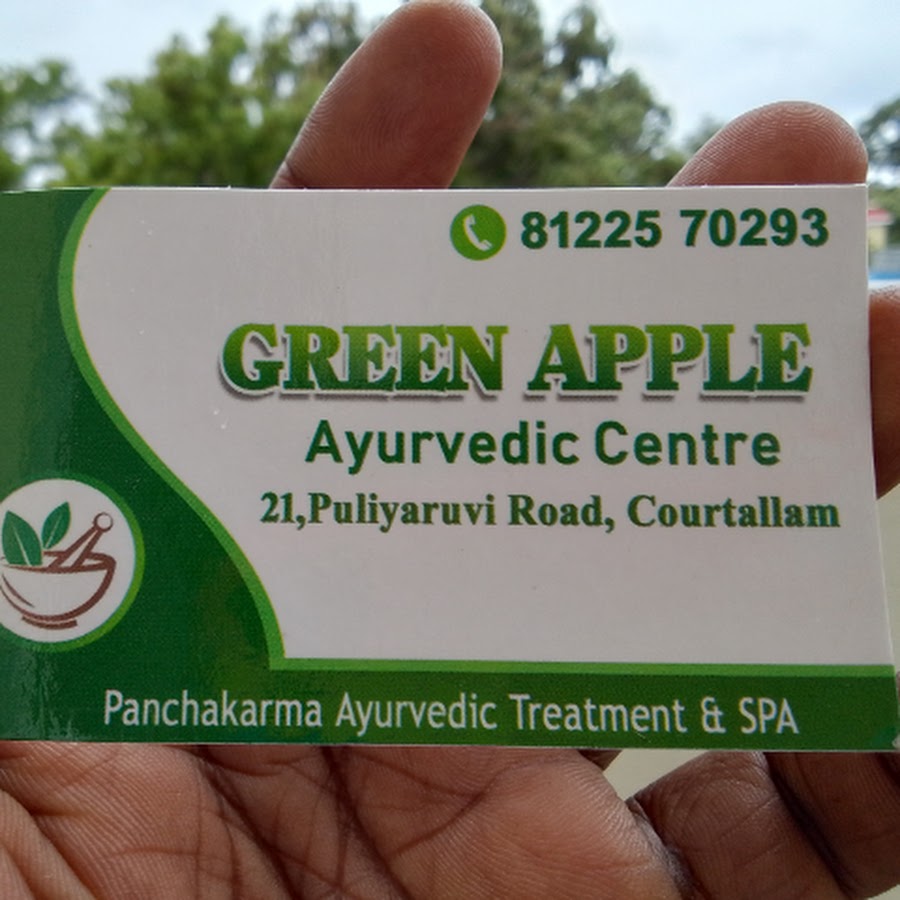 81225 70293
GREEN APPLE
Ayurvedic Centre
21,Puliyaruvi Road, Courtallam
Panchakarma Ayurvedic Treatment & SPA